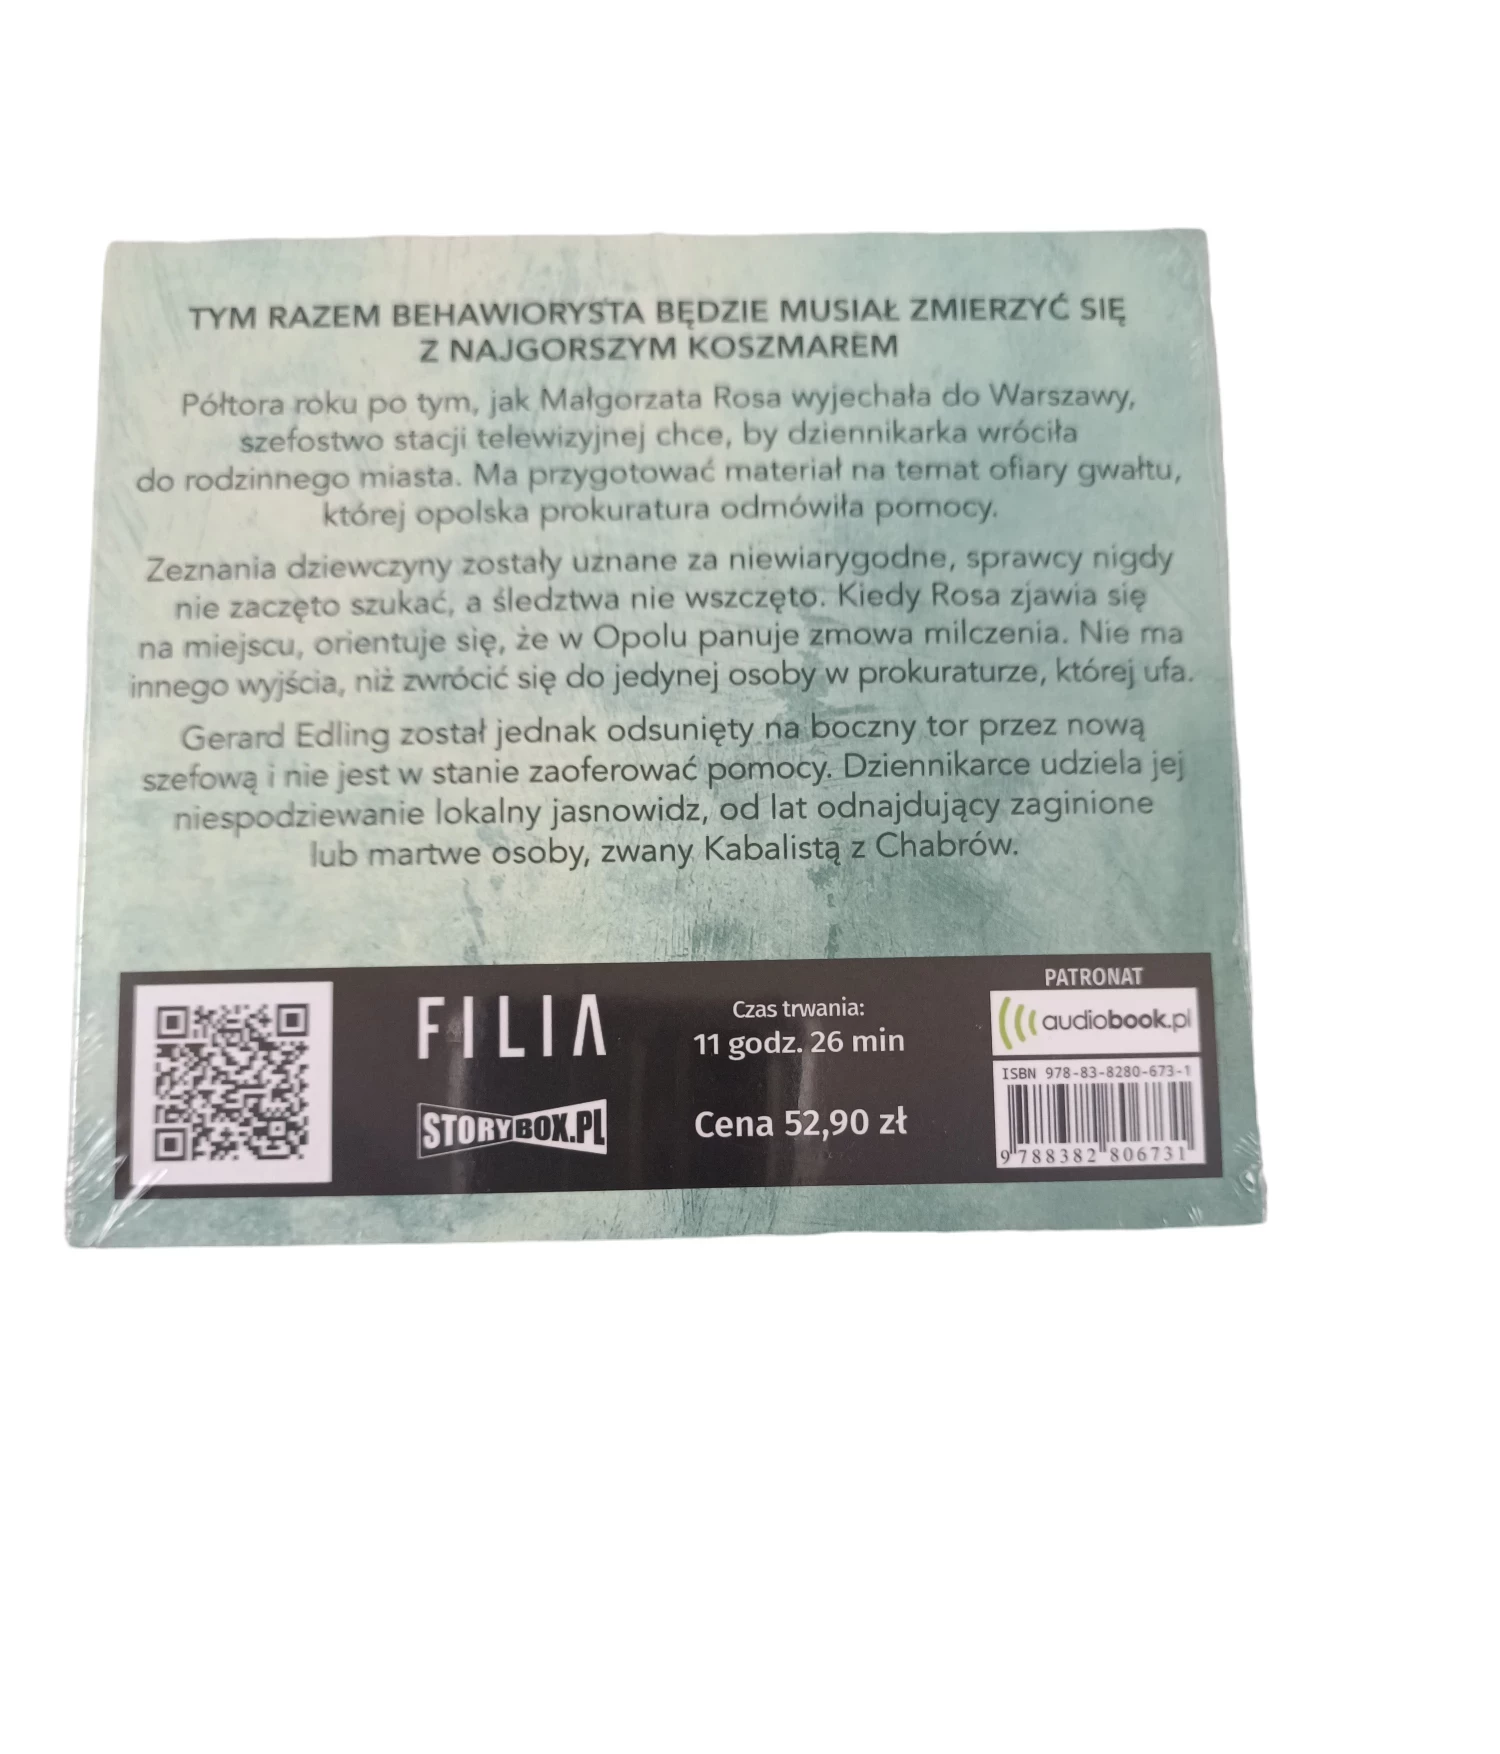 TYM RAZEM BEHAWIORYSTA BĘDZIE MUSIAŁ ZMIERZYĆ SIĘ
Z NAJGORSZYM KOSZMAREM
Półtora roku po tym, jak Małgorzata Rosa wyjechała do Warszawy,
szefostwo stacji telewizyjnej chce, by dziennikarka wróciła
do rodzinnego miasta. Ma przygotować materiał na temat ofiary gwałtu,
której opolska prokuratura odmówiła pomocy.
Zeznania dziewczyny zostały uznane za niewiarygodne, sprawcy nigdy
nie zaczęto szukać, a śledztwa nie wszczęto. Kiedy Rosa zjawia się
na miejscu, orientuje się, że w Opolu panuje zmowa milczenia. Nie ma
innego wyjścia, niż zwrócić się do jedynej osoby w prokuraturze, której ufa.
Gerard Edling został jednak odsunięty na boczny tor przez nową
szefową i nie jest w stanie zaoferować pomocy. Dziennikarce udziela jej
niespodziewanie lokalny jasnowidz, od lat odnajdujący zaginione
lub martwe osoby, zwany Kabalistą z Chabrów.
FILIA
STORYBOX.PL
Czas trwania:
11 godz. 26 min
Cena 52,90 zł
PATRONAT
audiobook.pl
ISBN 978-83-8280-673-1
9 788382 806731